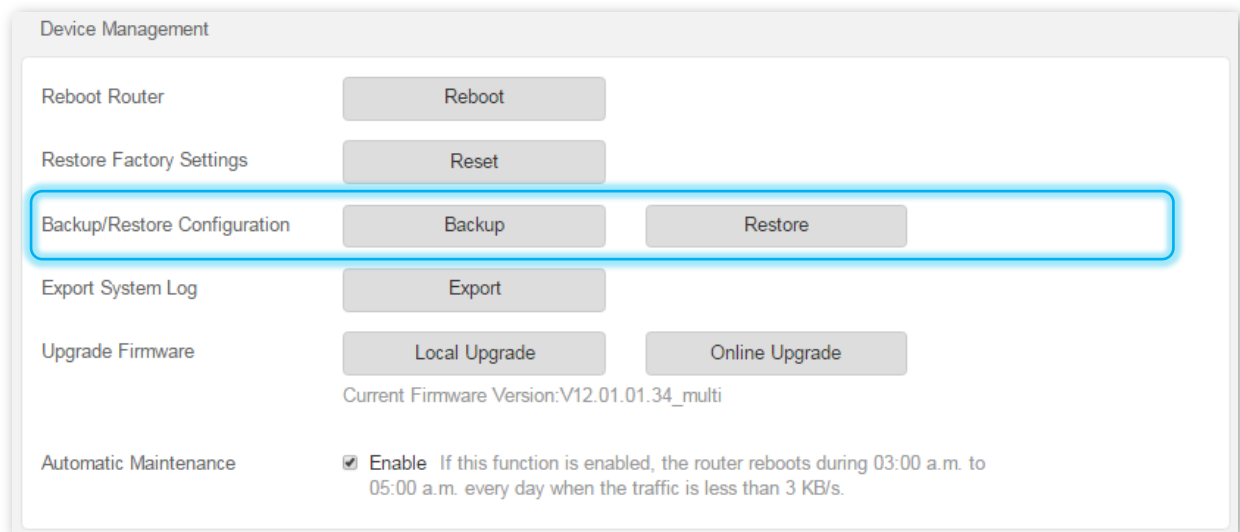 Device Management
Reboot Router Reboot
Restore Factory Settings Reset
Backup/Restore Configuration Backup Restore
Export System Log Export
Upgrade Firmware Local Upgrade Online Upgrade
Current Firmware Version:V12.01.01.34_multi
Automatic Maintenance Enable If this function is enabled, the router reboots during 03:00 a.m. to
05:00 a.m. every day when the traffic is less than 3 KB/s.